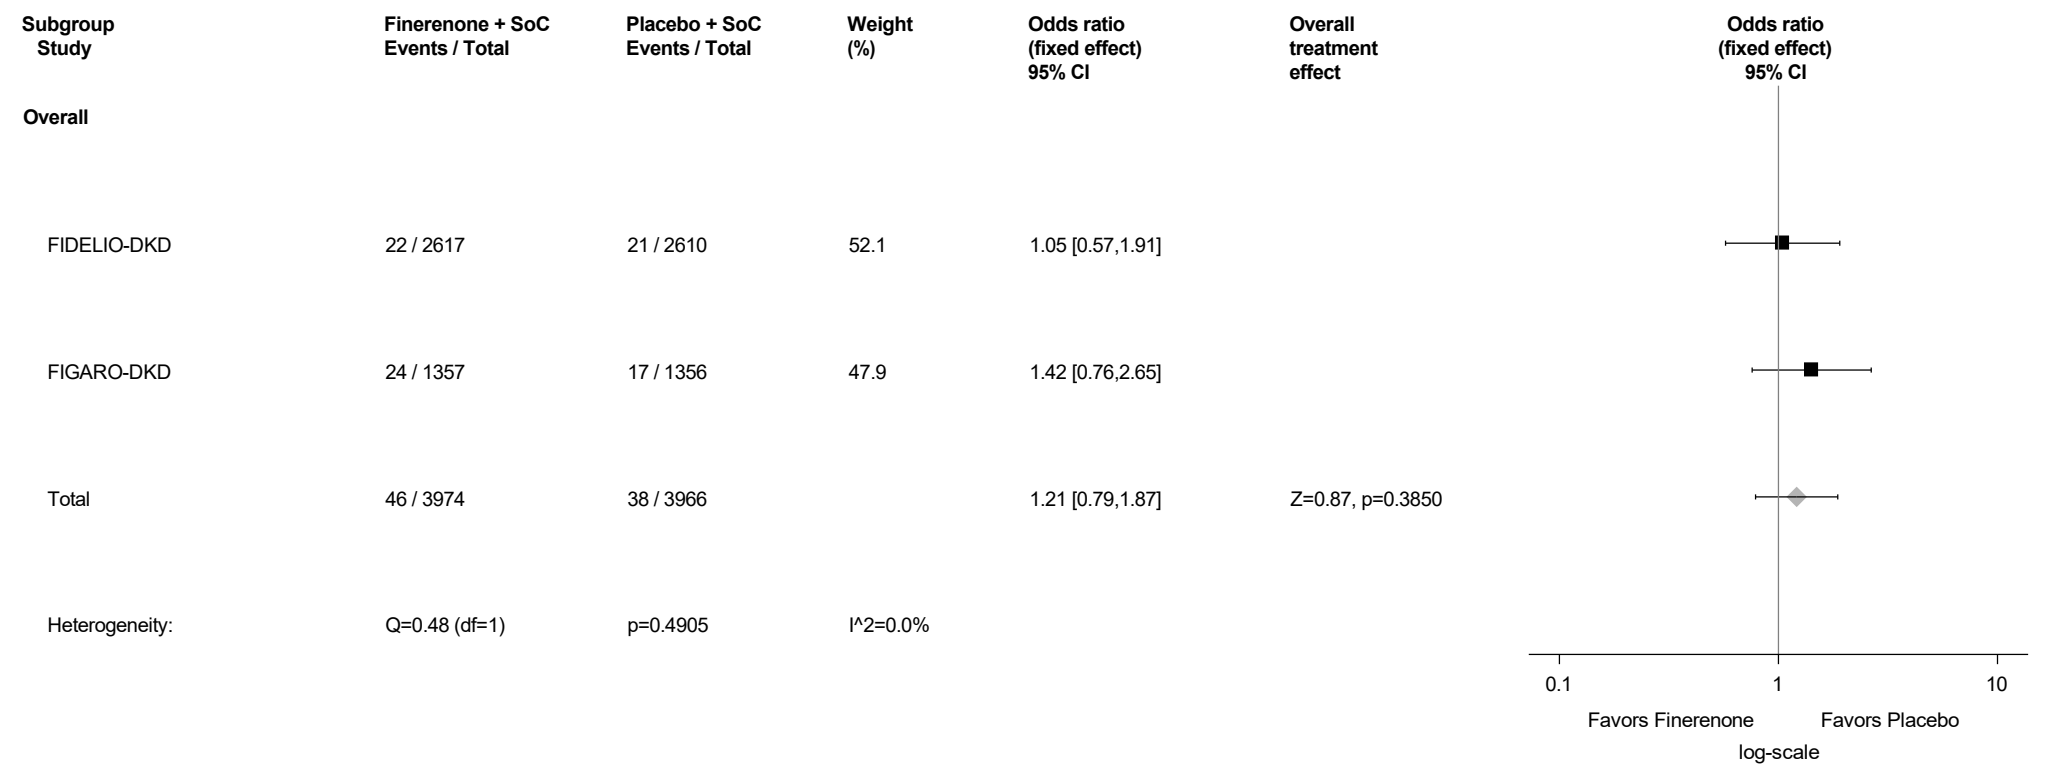 Subgroup Finerenone + SoC Placebo + SoC Weight Odds ratio Overall Odds ratio
Study Events / Total Events / Total (%) (fixed effect) treatment (fixed effect)
95% CI effect 95% CI
Overall
FIDELIO-DKD 22 / 2617 21 / 2610 52.1 1.05 [0.57,1.91]
FIGARO-DKD 24 / 1357 17 / 1356 47.9 1.42 [0.76,2.65]
Total 46 / 3974 38 / 3966 1.21 [0.79,1.87] Z=0.87, p=0.3850
Heterogeneity: Q=0.48 (df=1) p=0.4905 I^2=0.0%
0.1 1 10
Favors Finerenone Favors Placebo
log-scale